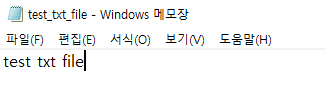 test_txt_file - Windows 메모장
파일(F) 편집(E) 서식(O) 보기(V) 도움말(H)
test txt file